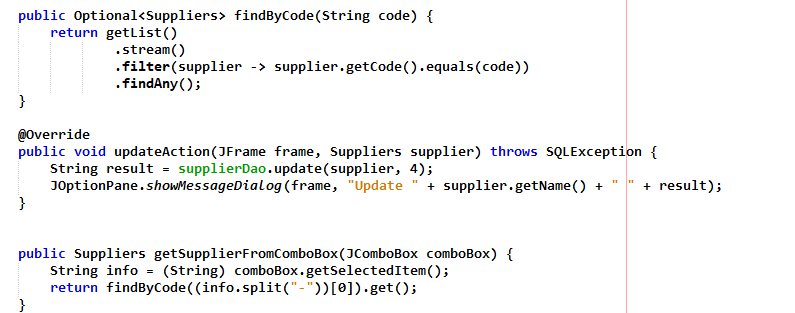 public Optional<Suppliers> findByCode(String code) {
    return getList()
            .stream()
            .filter(supplier -> supplier.getCode().equals(code))
            .findAny();
}
@Override
public void updateAction(JFrame frame, Suppliers supplier) throws SQLException {
    String result = supplierDao.update(supplier, 4);
    JOptionPane.showMessageDialog(frame, "Update " + supplier.getName() + " " + result);
}
public Suppliers getSupplierFromComboBox(JComboBox comboBox) {
    String info = (String) comboBox.getSelectedItem();
    return findByCode((info.split("-"))[0]).get();
}